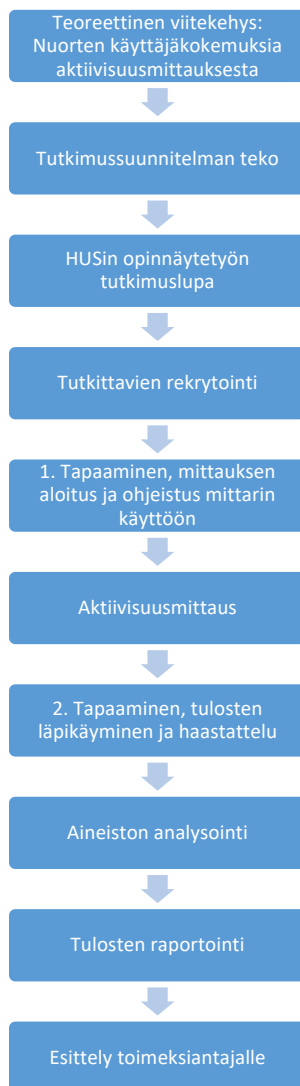 Teoreettinen viitekehys:
Nuorten käyttäjäkokemuksia
aktiivisuusmittauksesta
Tutkimussuunnitelman teko
HUSin opinnäytetyön
tutkimuslupa
Tutkittavien rekrytointi
1. Tapaaminen, mittauksen
aloitus ja ohjeistus mittarin
käyttöön
Aktiivisuusmittaus
2. Tapaaminen, tulosten
läpikäyminen ja haastattelu
Aineiston analysointi
Tulosten raportointi
Esittely toimeksiantajalle